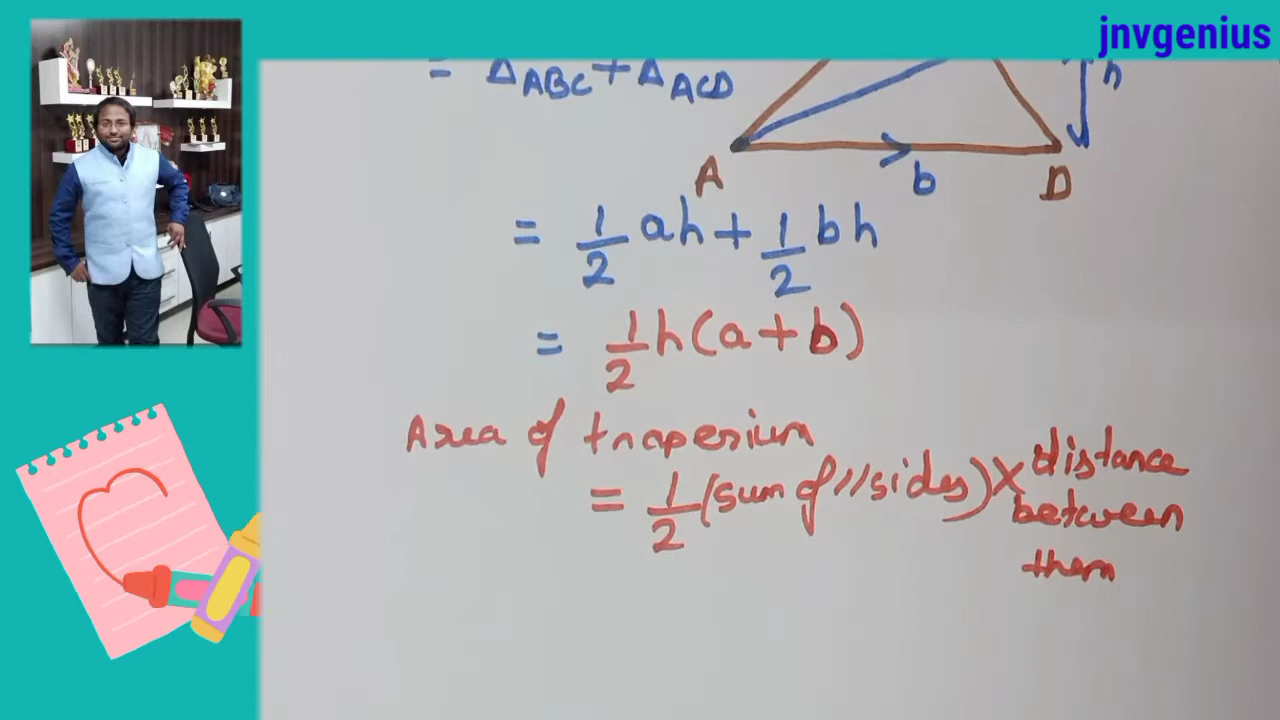 jnvgenius
= ΔABC + ΔACD
h
A
b
D
= 1/2 ah + 1/2 bh
= 1/2 h(a+b)
Area of trapezium
= 1/2 (sum of // sides) × distance
between
them